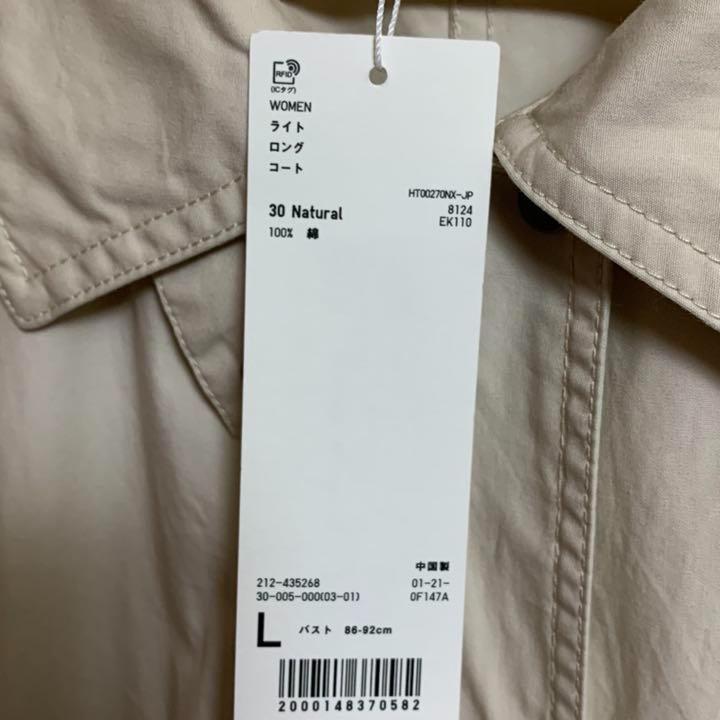 RFID
(ICタグ)
WOMEN
ライト
ロング
コート
HT00270NX-JP
30 Natural
8124
100% 綿
EK110
中国製
212-435268
01-21-
30-005-000(03-01)
0F147A
L バスト 86-92cm
2000148370582